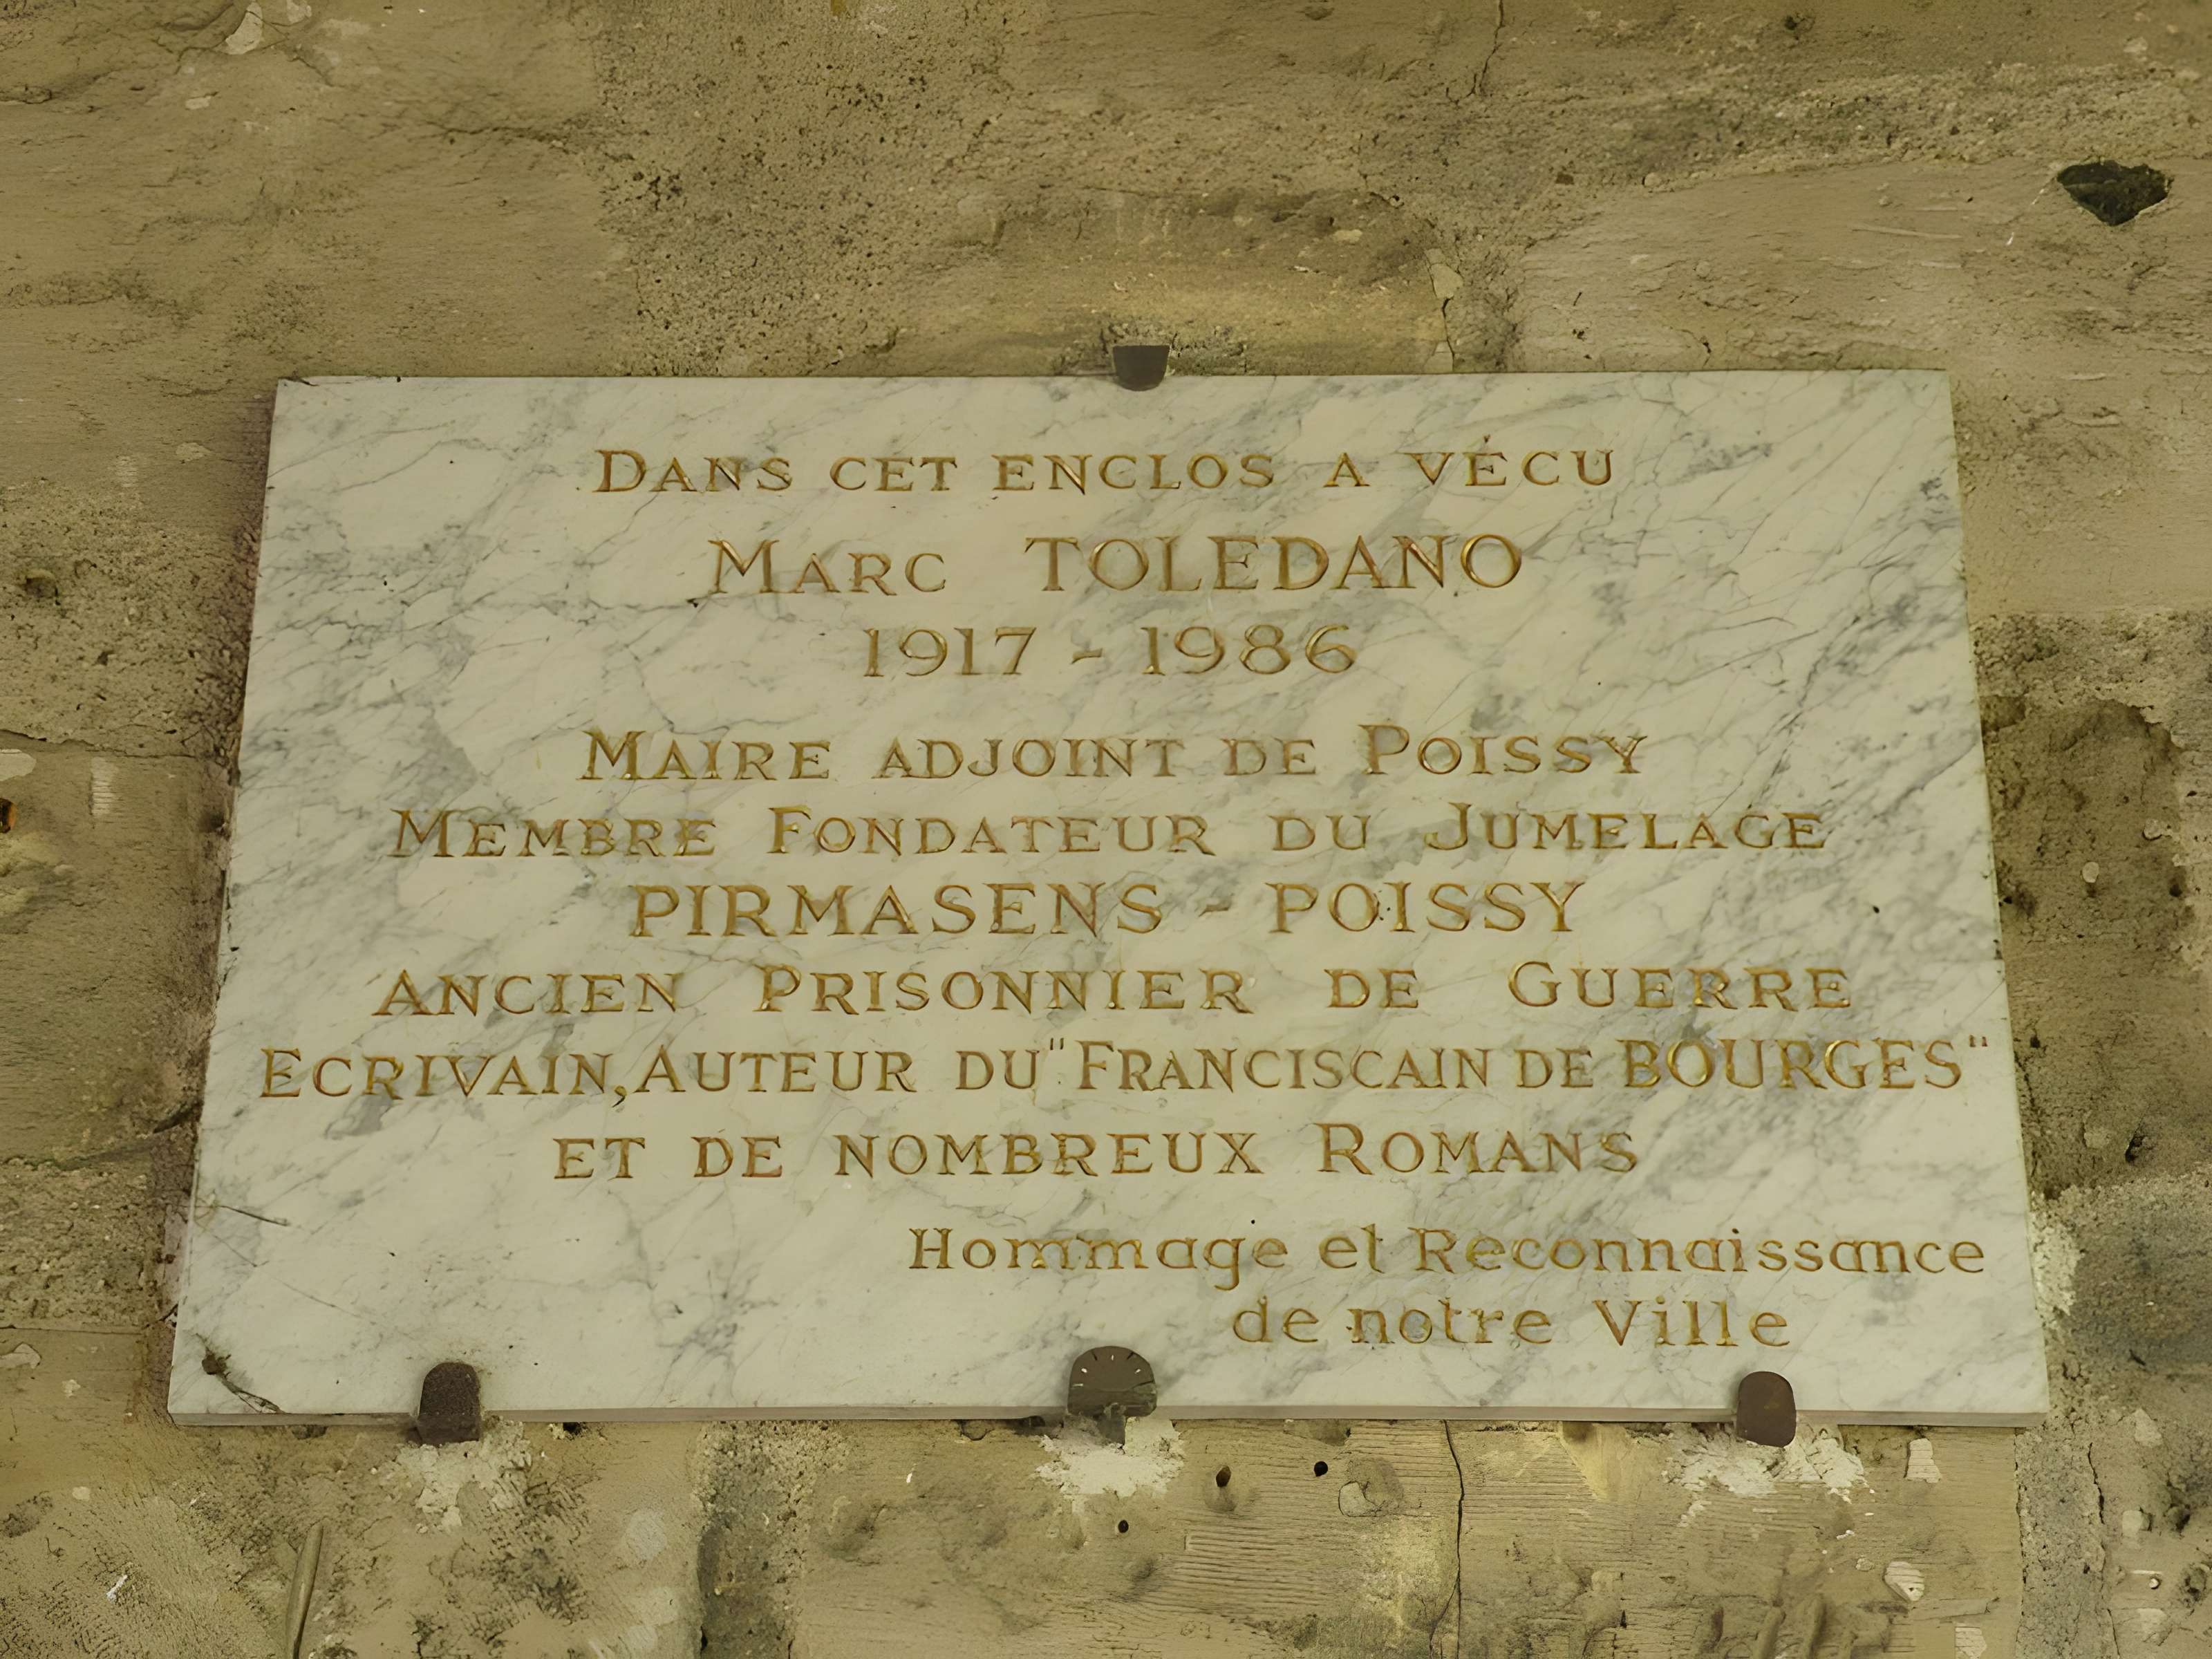 Dans cet enclos a vécu
Marc TOLEDANO
1917 - 1986
Maire adjoint de Poissy
Membre Fondateur du Jumelage
PIRMASENS - POISSY
Ancien Prisonnier de Guerre
Ecrivain, Auteur du "Franciscain de BOURGES"
et de nombreux Romans
Hommage et Reconnaissance
de notre Ville